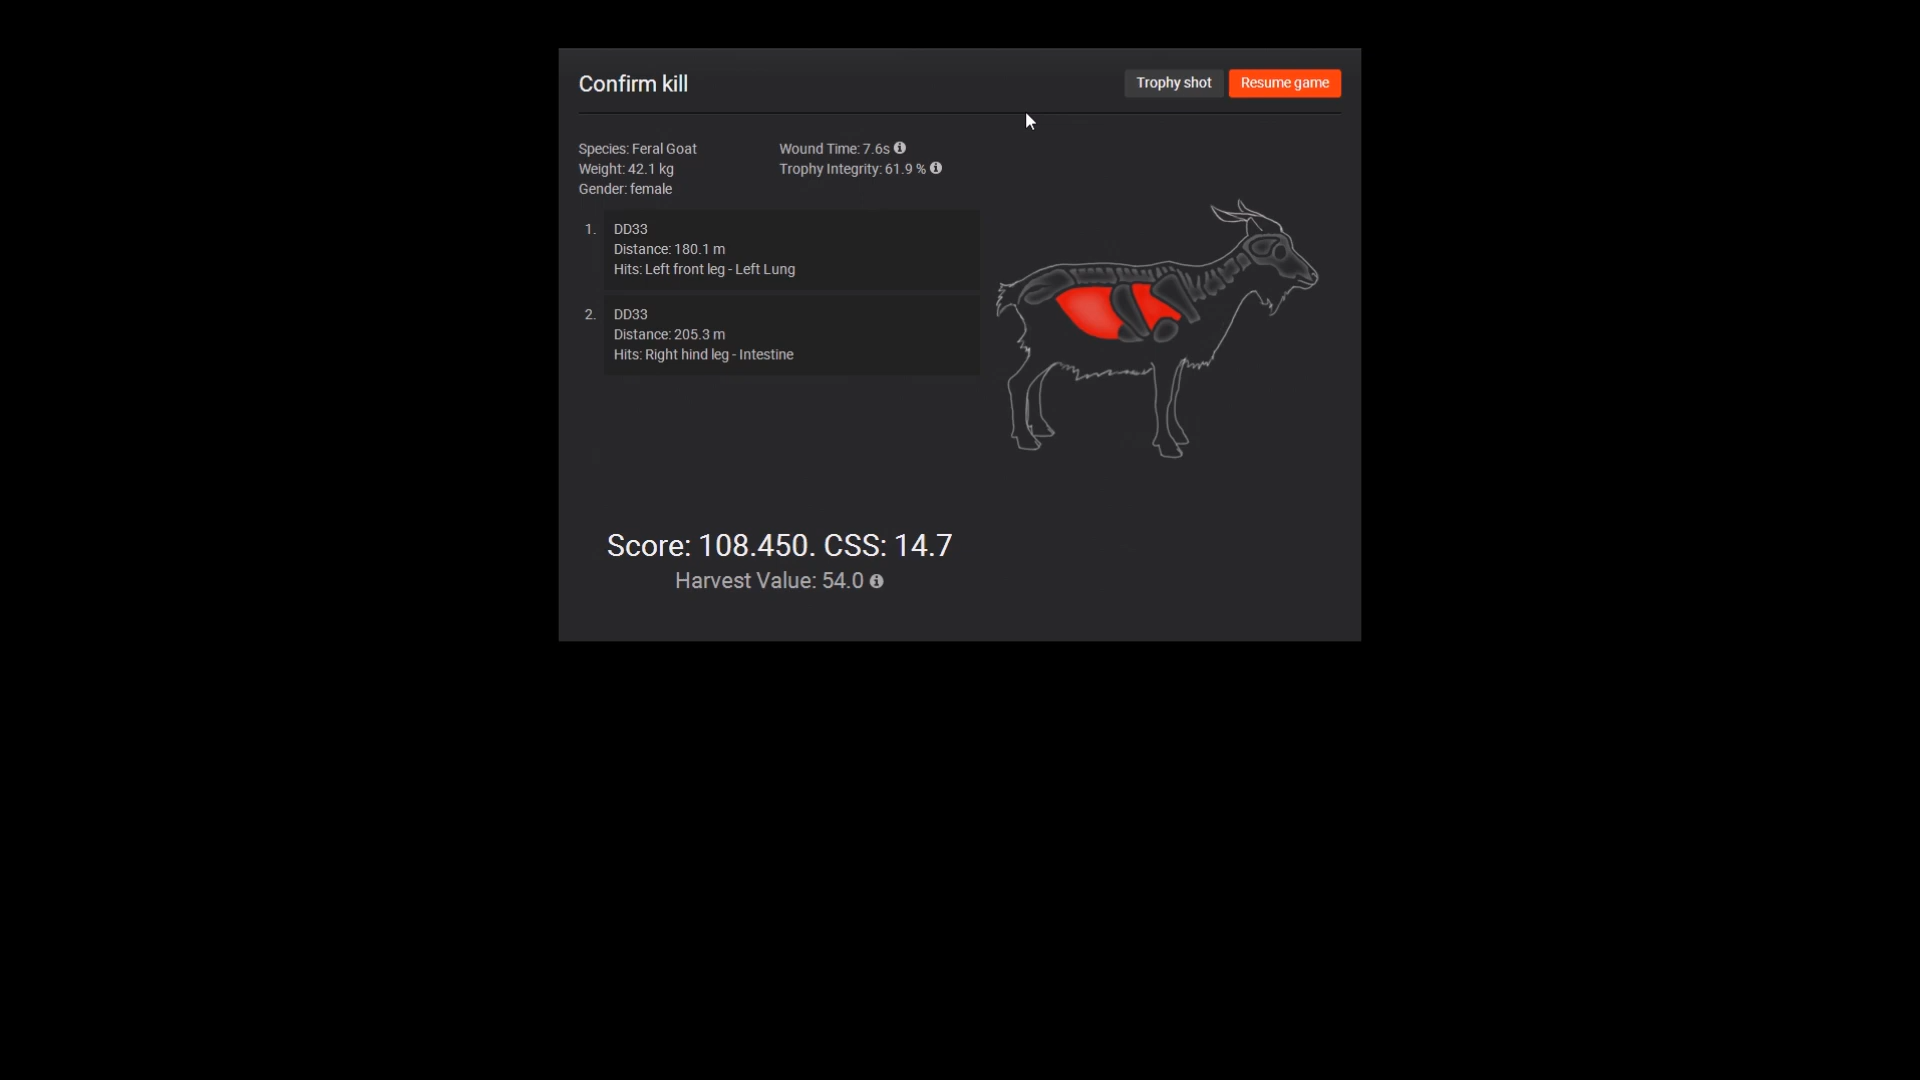 Confirm kill
Trophy shot
Resume game
Species: Feral Goat
Weight: 42.1 kg
Gender: female
Wound Time: 7.6s
Trophy Integrity: 61.9 %
1.
DD33
Distance: 180.1 m
Hits: Left front leg - Left Lung
2.
DD33
Distance: 205.3 m
Hits: Right hind leg - Intestine
Score: 108.450. CSS: 14.7
Harvest Value: 54.0